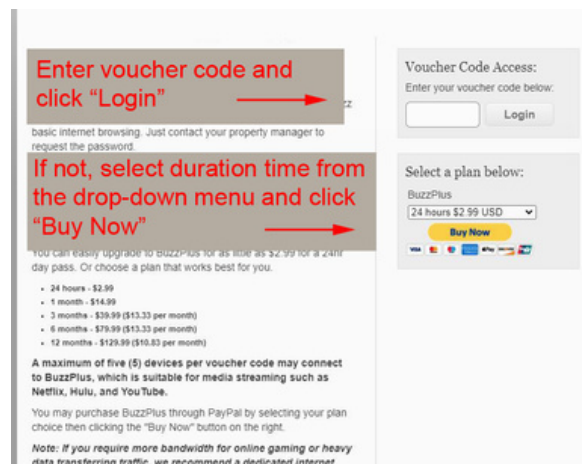 Enter voucher code and
click “Login”
zz
basic internet browsing. Just contact your property manager to
request the password.
If not, select duration time from
the drop-down menu and click
“Buy Now”
You can easily upgrade to BuzzPlus for as little as $2.99 for a 24hr
day pass. Or choose a plan that works best for you.
• 24 hours - $2.99
• 1 month - $14.99
• 3 months - $39.99 ($13.33 per month)
• 6 months - $79.99 ($13.33 per month)
• 12 months - $129.99 ($10.83 per month)
A maximum of five (5) devices per voucher code may connect
to BuzzPlus, which is suitable for media streaming such as
Netflix, Hulu, and YouTube.
You may purchase BuzzPlus through PayPal by selecting your plan
choice then clicking the "Buy Now" button on the right.
Note: If you require more bandwidth for online gaming or heavy
data transferring traffic, we recommend a dedicated internet
Voucher Code Access:
Enter your voucher code below:
Login
Select a plan below:
BuzzPlus
24 hours $2.99 USD
Buy Now
VISA